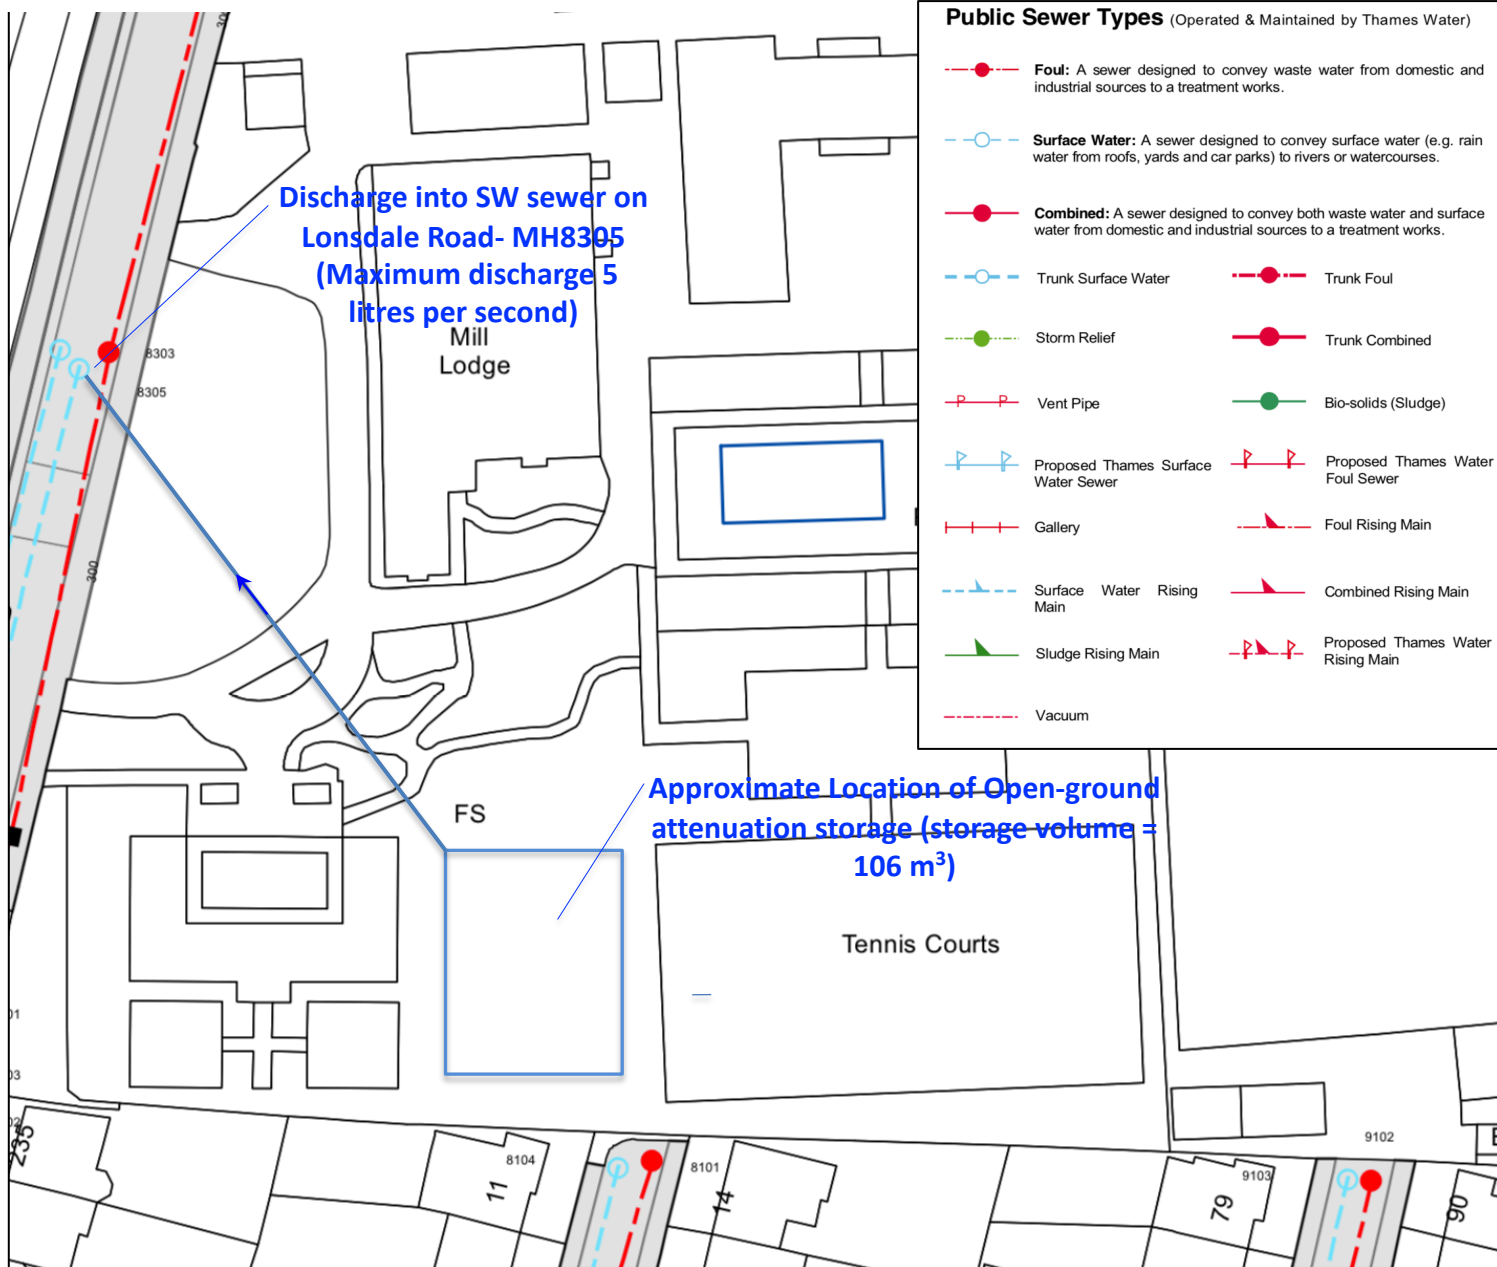 Public Sewer Types (Operated & Maintained by Thames Water)
Foul: A sewer designed to convey waste water from domestic and
industrial sources to a treatment works.
Surface Water: A sewer designed to convey surface water (e.g. rain
water from roofs, yards and car parks) to rivers or watercourses.
Combined: A sewer designed to convey both waste water and surface
water from domestic and industrial sources to a treatment works.
Trunk Surface Water
Trunk Foul
Storm Relief
Trunk Combined
Vent Pipe
Bio-solids (Sludge)
Proposed Thames Surface
Water Sewer
Proposed Thames Water
Foul Sewer
Gallery
Foul Rising Main
Surface Water Rising
Main
Combined Rising Main
Sludge Rising Main
Proposed Thames Water
Rising Main
Vacuum
Discharge into SW sewer on
Lonsdale Road- MH8305
(Maximum discharge 5
litres per second)
Mill
Lodge
8303
8305
300
Approximate Location of Open-ground
attenuation storage (storage volume =
106 m³)
FS
Tennis Courts
235
8104
11
8101
14
9102
9103
79
90